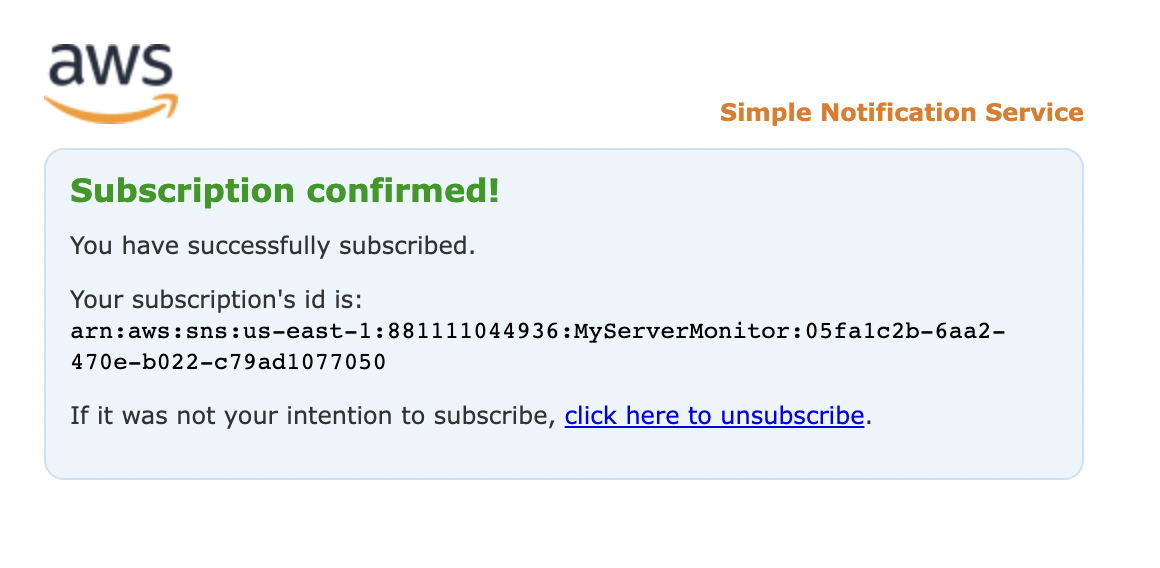 aws
Simple Notification Service
Subscription confirmed!
You have successfully subscribed.
Your subscription's id is:
arn:aws:sns:us-east-1:881111044936:MyServerMonitor:05fa1c2b-6aa2-
470e-b022-c79ad1077050
If it was not your intention to subscribe, click here to unsubscribe.